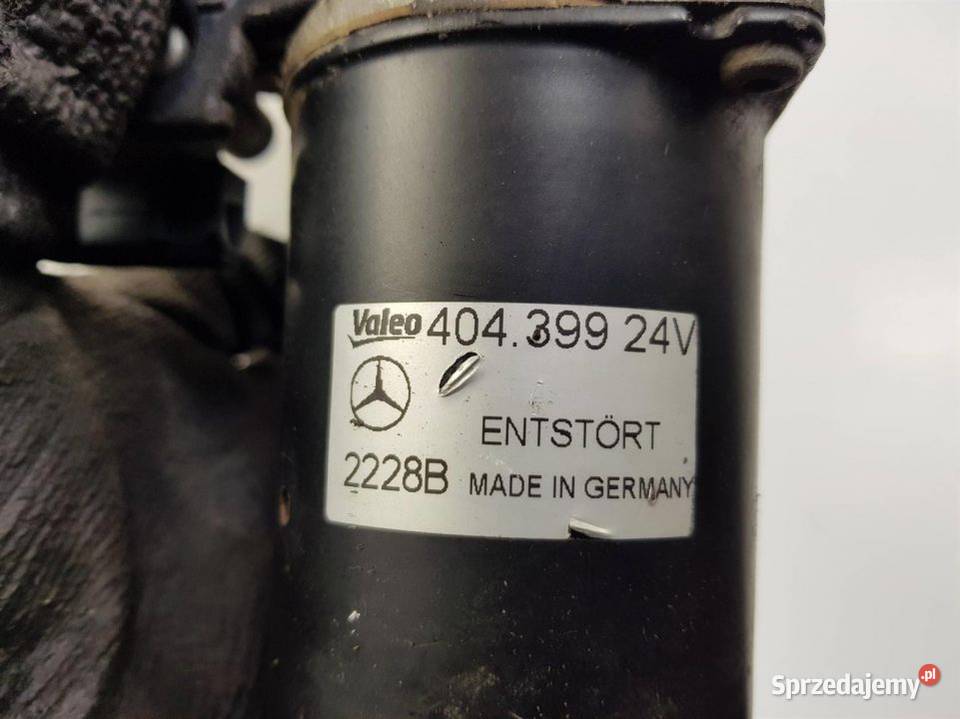 Valeo 404.399 24V
ENTSTÖRT
2228B MADE IN GERMANY
Sprzedajemy.pl